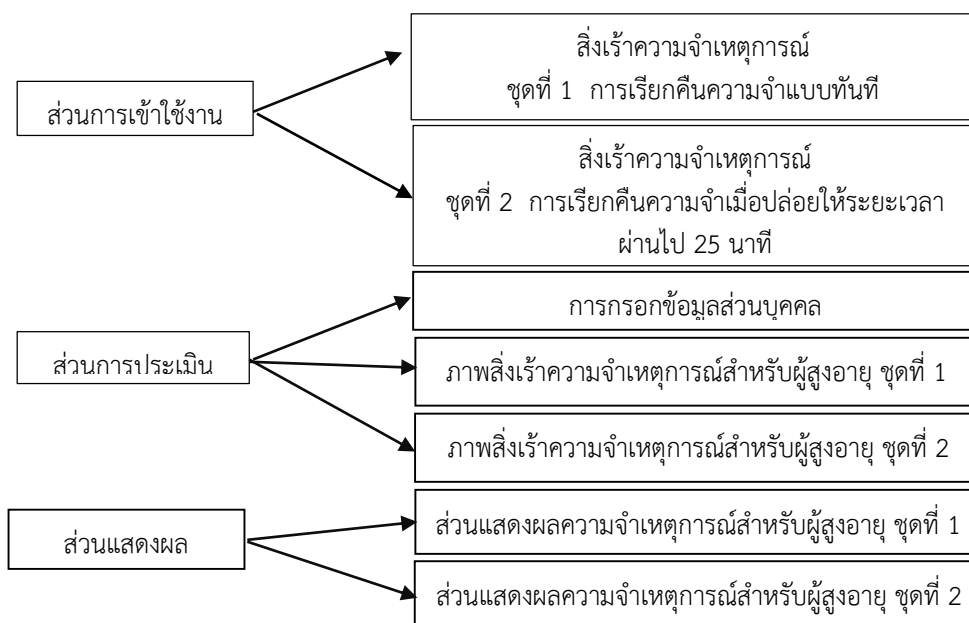 สิ่งเร้าความจำเหตุการณ์
ชุดที่ 1 การเรียกคืนความจำแบบทันที
ส่วนการเข้าใช้งาน
สิ่งเร้าความจำเหตุการณ์
ชุดที่ 2 การเรียกคืนความจำเมื่อปล่อยให้ระยะเวลา
ผ่านไป 25 นาที
การกรอกข้อมูลส่วนบุคคล
ส่วนการประเมิน
ภาพสิ่งเร้าความจำเหตุการณ์สำหรับผู้สูงอายุ ชุดที่ 1
ภาพสิ่งเร้าความจำเหตุการณ์สำหรับผู้สูงอายุ ชุดที่ 2
ส่วนแสดงผลความจำเหตุการณ์สำหรับผู้สูงอายุ ชุดที่ 1
ส่วนแสดงผล
ส่วนแสดงผลความจำเหตุการณ์สำหรับผู้สูงอายุ ชุดที่ 2